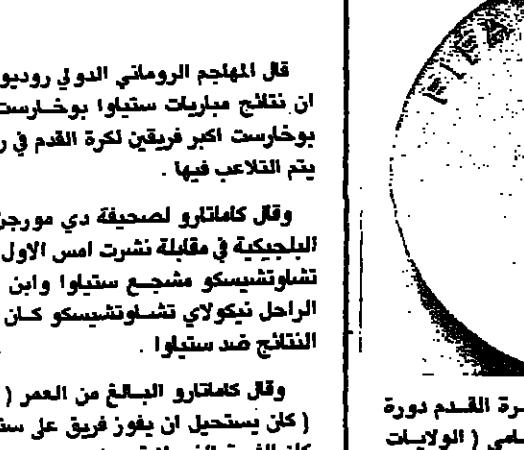 قال المهاجم الروماني الدولي روديو
ان نتائج مباريات ستياوا بوخارست
بوخارست اكبر فريقين لكرة القدم في ر
يتم التلاعب فيها .
وقال كاماتارو لصحيفة دي مورجن
البلجيكية في مقابلة نشرت امس الاول
تشاوتشيسكو مشجع ستياوا وابن
الراحل نيكولاي تشاوتشيسكو كان
النتائج ضد ستياوا .
وقال كاماتارو البالغ من العمر (
( كان يستحيل ان يفوز فريق على ست
FIFA
رة القدم دورة
امي ( الولايات